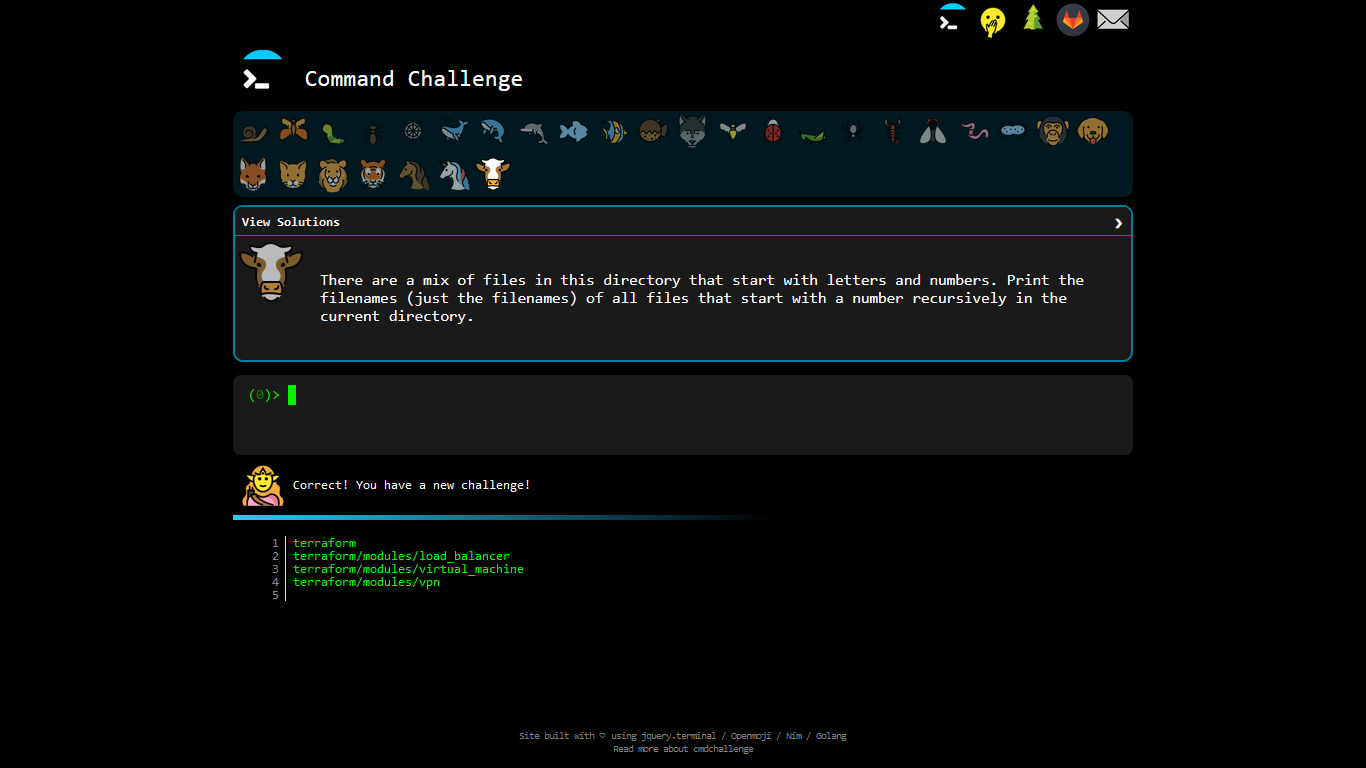 Command Challenge
View Solutions
There are a mix of files in this directory that start with letters and numbers. Print the
filenames (just the filenames) of all files that start with a number recursively in the
current directory.
(0)>
Correct! You have a new challenge!
1 terraform
2 terraform/modules/load_balancer
3 terraform/modules/virtual_machine
4 terraform/modules/vpn
5
Site built with ♡ using jquery.terminal / Openmoji / Nim / Golang
Read more about cmdchallenge